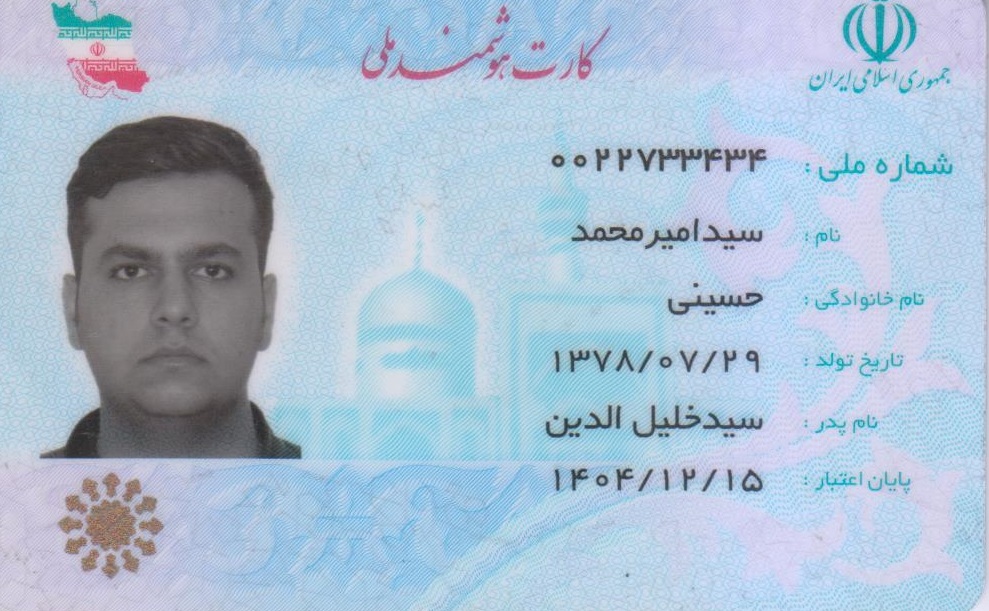 کارت هوشمند ملی
جمهوری اسلامی ایران
شماره ملی : ۰۰۲۲۷۳۳۴۳۴
نام : سیدامیرمحمد
نام خانوادگی : حسینی
تاریخ تولد : ۱۳۷۸/۰۷/۲۹
نام پدر : سیدخلیل الدین
پایان اعتبار : ۱۴۰۴/۱۲/۱۵